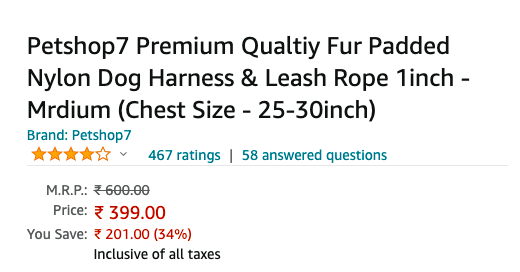 Petshop7 Premium Qualtiy Fur Padded
Nylon Dog Harness & Leash Rope 1inch -
Mrdium (Chest Size - 25-30inch)
Brand: Petshop7
467 ratings | 58 answered questions
M.R.P.: ₹ 600.00
Price: ₹ 399.00
You Save: ₹ 201.00 (34%)
Inclusive of all taxes